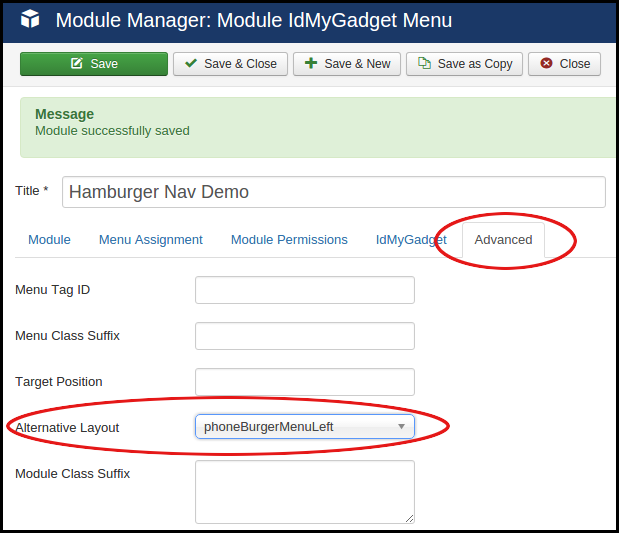 Module Manager: Module IdMyGadget Menu
Save Save & Close Save & New Save as Copy Close
Message
Module successfully saved
Title * Hamburger Nav Demo
Module Menu Assignment Module Permissions IdMyGadget Advanced
Menu Tag ID
Menu Class Suffix
Target Position
Alternative Layout phoneBurgerMenuLeft
Module Class Suffix